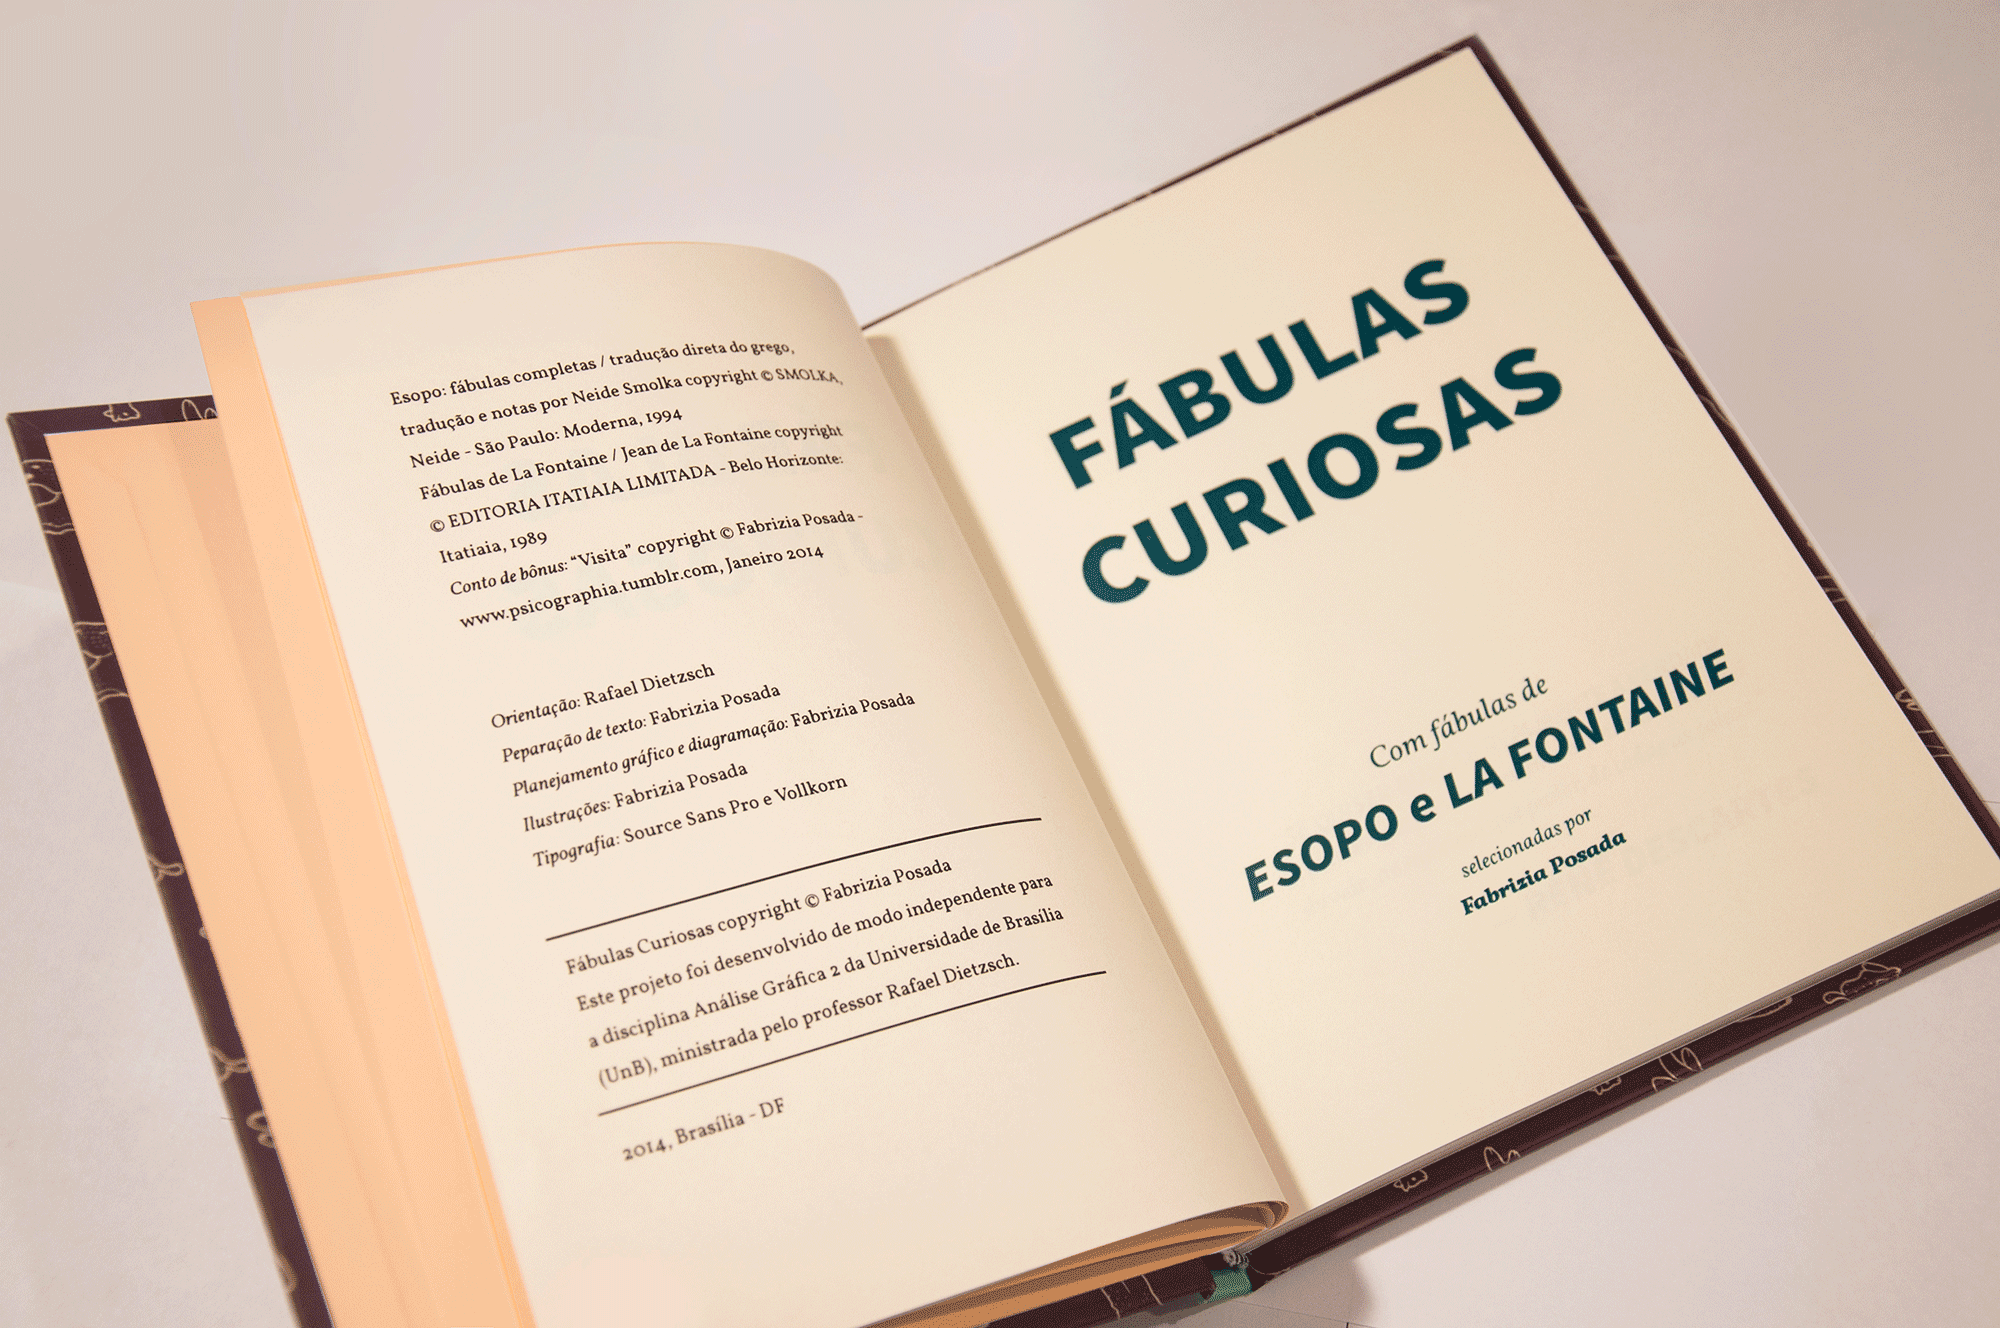 Esopo: fábulas completas / tradução direta do grego,
tradução e notas por Neide Smolka copyright © SMOLKA,
Neide - São Paulo: Moderna, 1994
Fábulas de La Fontaine / Jean de La Fontaine copyright
© EDITORIA ITATIAIA LIMITADA - Belo Horizonte:
Itatiaia, 1989
Conto de bônus: “Visita” copyright © Fabrizia Posada -
www.psicographia.tumblr.com, Janeiro 2014
Orientação: Rafael Dietzsch
Peparação de texto: Fabrizia Posada
Planejamento gráfico e diagramação: Fabrizia Posada
Ilustrações: Fabrizia Posada
Tipografia: Source Sans Pro e Vollkorn
Fábulas Curiosas copyright © Fabrizia Posada
Este projeto foi desenvolvido de modo independente para
a disciplina Análise Gráfica 2 da Universidade de Brasília
(UnB), ministrada pelo professor Rafael Dietzsch.
2014, Brasília - DF
FÁBULAS
CURIOSAS
Com fábulas de
ESOPO e LA FONTAINE
selecionadas por
Fabrizia Posada